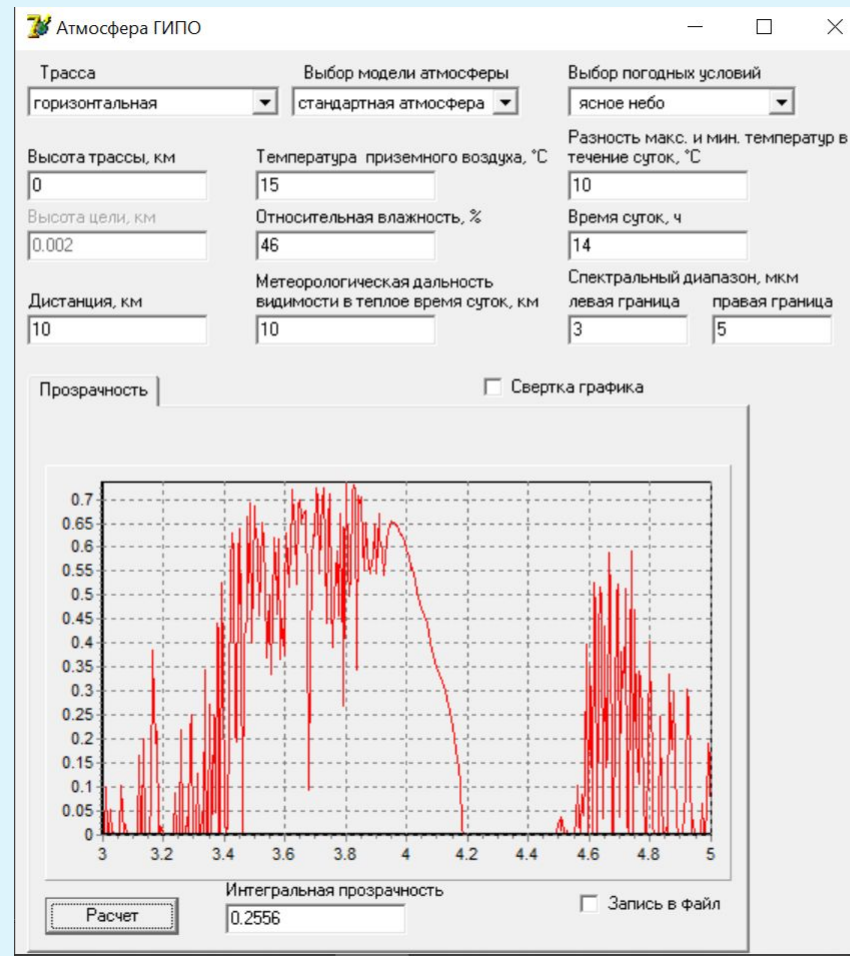 Атмосфера ГИПО
Трасса
Выбор модели атмосферы
Выбор погодных условий
горизонтальная
стандартная атмосфера
ясное небо
Высота трассы, км
Температура приземного воздуха, °С
Разность макс. и мин. температур в
течение суток, °С
0
15
10
Высота цели, км
Относительная влажность, %
Время суток, ч
0.002
46
14
Дистанция, км
Метеорологическая дальность
видимости в теплое время суток, км
Спектральный диапазон, мкм
левая граница
правая граница
10
10
3
5
Прозрачность
Свертка графика
0.7
0.65
0.6
0.55
0.5
0.45
0.4
0.35
0.3
0.25
0.2
0.15
0.1
0.05
0
3 3.2 3.4 3.6 3.8 4 4.2 4.4 4.6 4.8 5
Расчет
Интегральная прозрачность
0.2556
Запись в файл